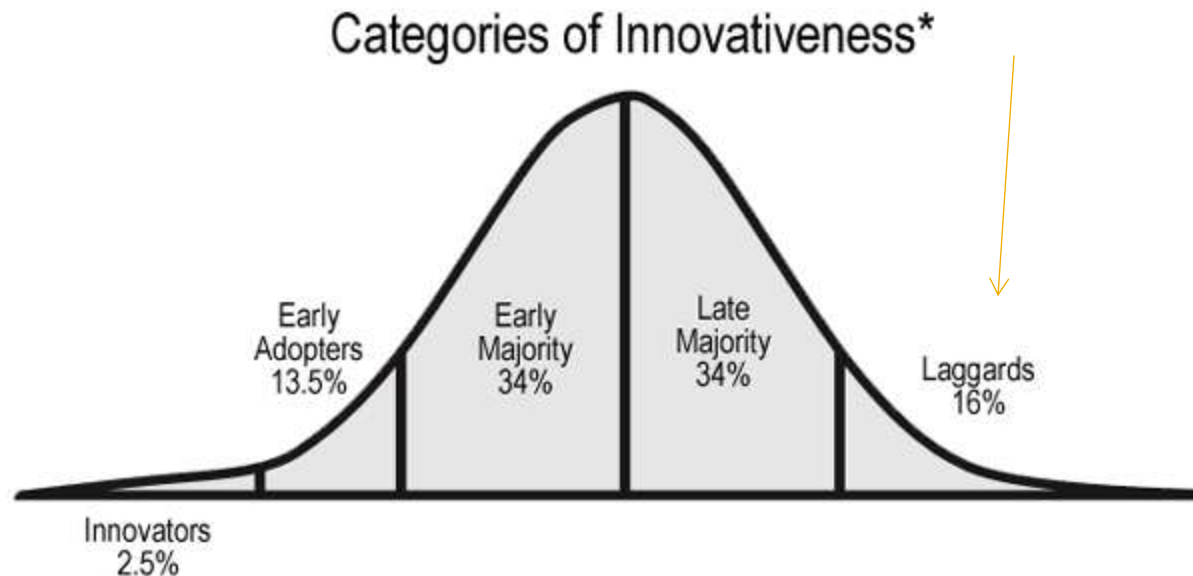 Categories of Innovativeness*
Early
Adopters
13.5%
Early
Majority
34%
Late
Majority
34%
Laggards
16%
Innovators
2.5%